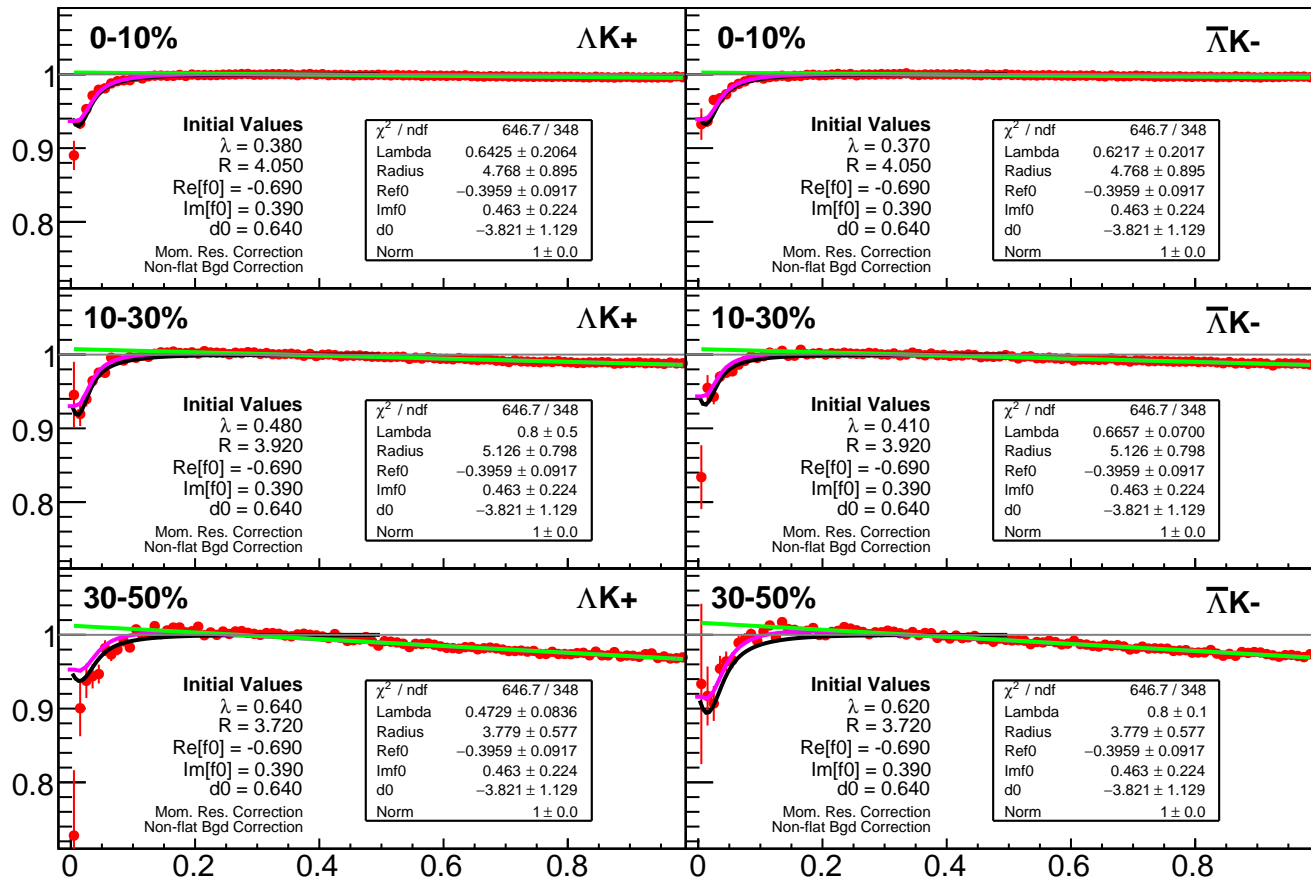 0-10%
ΛK+
1
0.9
0.8
Initial Values
λ = 0.380
R = 4.050
Re[f0] = -0.690
Im[f0] = 0.390
d0 = 0.640
Mom. Res. Correction
Non-flat Bgd Correction
χ² / ndf 646.7 / 348
Lambda 0.6425 ± 0.2064
Radius 4.768 ± 0.895
Ref0 −0.3959 ± 0.0917
Imf0 0.463 ± 0.224
d0 −3.821 ± 1.129
Norm 1 ± 0.0
0-10%
Λ̅K-
Initial Values
λ = 0.370
R = 4.050
Re[f0] = -0.690
Im[f0] = 0.390
d0 = 0.640
Mom. Res. Correction
Non-flat Bgd Correction
χ² / ndf 646.7 / 348
Lambda 0.6217 ± 0.2017
Radius 4.768 ± 0.895
Ref0 −0.3959 ± 0.0917
Imf0 0.463 ± 0.224
d0 −3.821 ± 1.129
Norm 1 ± 0.0
10-30%
ΛK+
1
0.9
0.8
Initial Values
λ = 0.480
R = 3.920
Re[f0] = -0.690
Im[f0] = 0.390
d0 = 0.640
Mom. Res. Correction
Non-flat Bgd Correction
χ² / ndf 646.7 / 348
Lambda 0.8 ± 0.5
Radius 5.126 ± 0.798
Ref0 −0.3959 ± 0.0917
Imf0 0.463 ± 0.224
d0 −3.821 ± 1.129
Norm 1 ± 0.0
10-30%
Λ̅K-
Initial Values
λ = 0.410
R = 3.920
Re[f0] = -0.690
Im[f0] = 0.390
d0 = 0.640
Mom. Res. Correction
Non-flat Bgd Correction
χ² / ndf 646.7 / 348
Lambda 0.6657 ± 0.0700
Radius 5.126 ± 0.798
Ref0 −0.3959 ± 0.0917
Imf0 0.463 ± 0.224
d0 −3.821 ± 1.129
Norm 1 ± 0.0
30-50%
ΛK+
1
0.9
0.8
Initial Values
λ = 0.640
R = 3.720
Re[f0] = -0.690
Im[f0] = 0.390
d0 = 0.640
Mom. Res. Correction
Non-flat Bgd Correction
χ² / ndf 646.7 / 348
Lambda 0.4729 ± 0.0836
Radius 3.779 ± 0.577
Ref0 −0.3959 ± 0.0917
Imf0 0.463 ± 0.224
d0 −3.821 ± 1.129
Norm 1 ± 0.0
30-50%
Λ̅K-
Initial Values
λ = 0.620
R = 3.720
Re[f0] = -0.690
Im[f0] = 0.390
d0 = 0.640
Mom. Res. Correction
Non-flat Bgd Correction
χ² / ndf 646.7 / 348
Lambda 0.8 ± 0.1
Radius 3.779 ± 0.577
Ref0 −0.3959 ± 0.0917
Imf0 0.463 ± 0.224
d0 −3.821 ± 1.129
Norm 1 ± 0.0
0 0.2 0.4 0.6 0.8 0 0.2 0.4 0.6 0.8